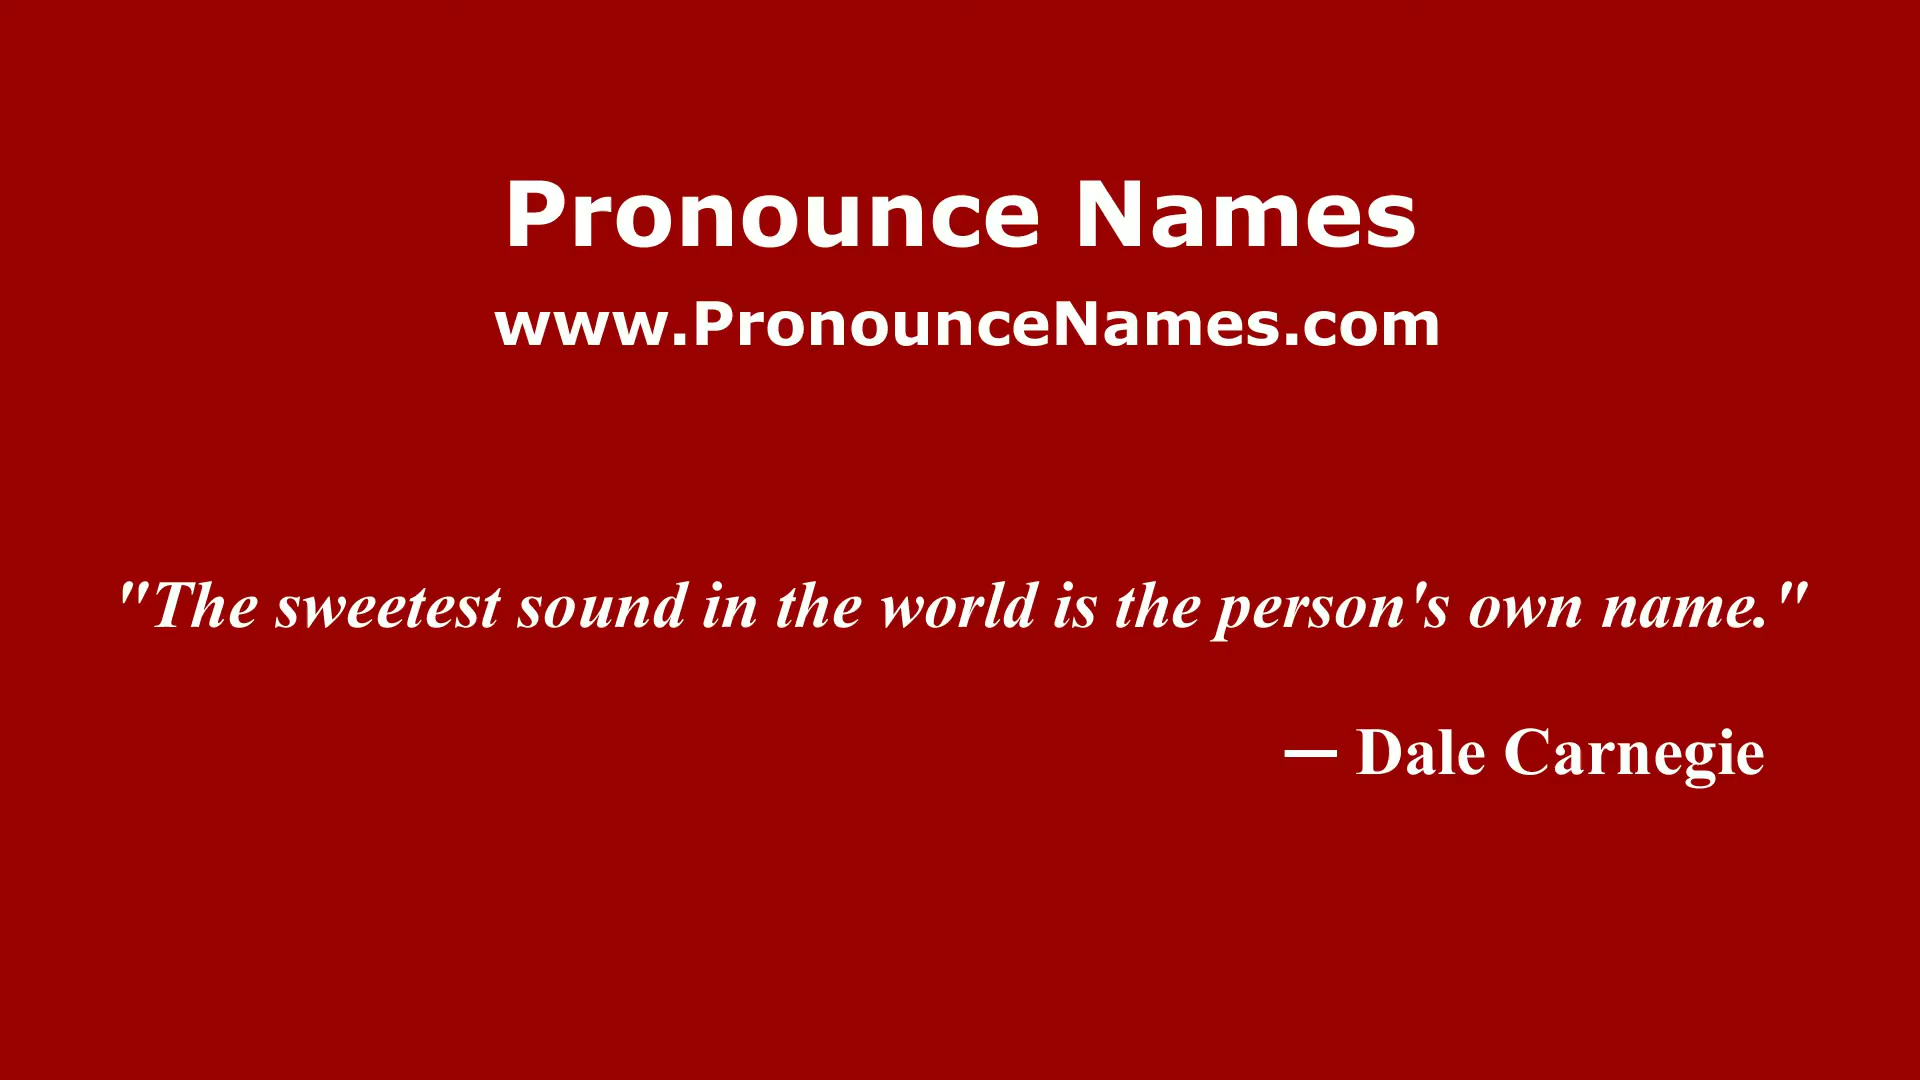 Pronounce Names
www.PronounceNames.com
"The sweetest sound in the world is the person's own name."
— Dale Carnegie